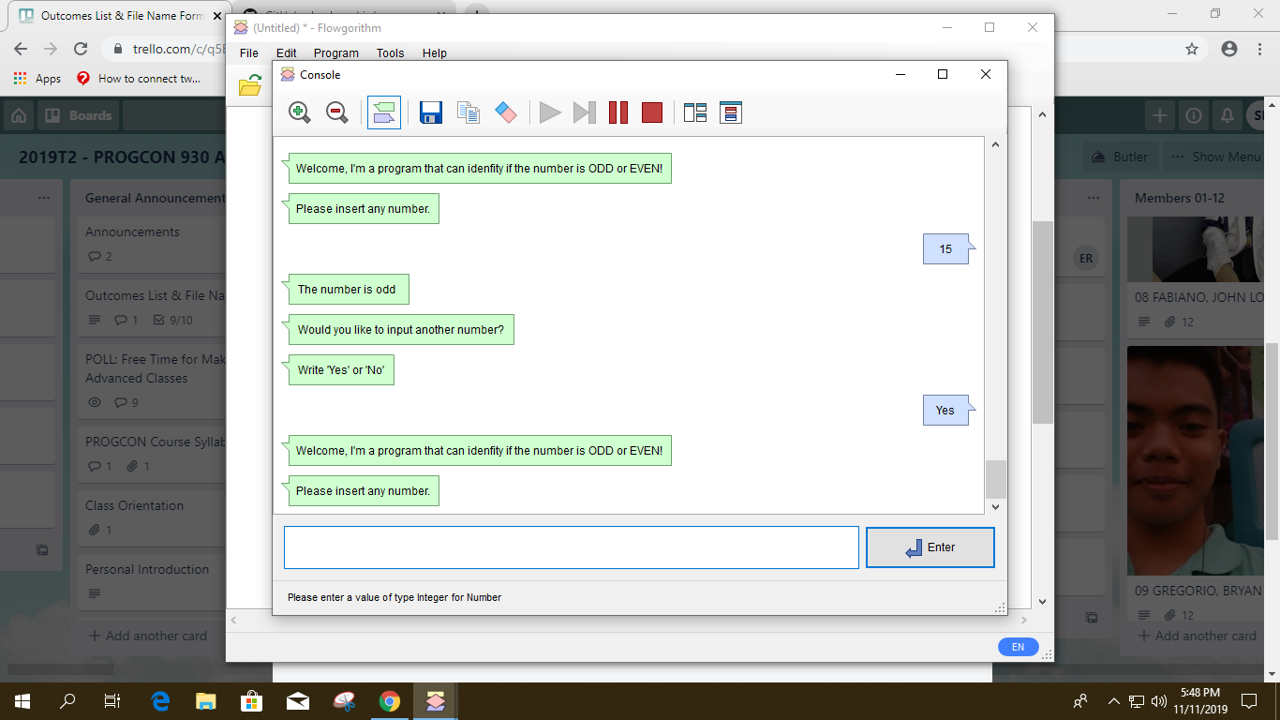 Outcomes List & File Name Form
(Untitled) * - Flowgorithm
trello.com/c/q5
File Edit Program Tools Help
Apps
How to connect tw...
Console
Boards
2019T2 - PROGCON 930 A
Butler
Show Menu
Welcome, I'm a program that can idenfity if the number is ODD or EVEN!
Please insert any number.
15
The number is odd
Would you like to input another number?
Write 'Yes' or 'No'
Yes
Welcome, I'm a program that can idenfity if the number is ODD or EVEN!
Please insert any number.
Enter
Please enter a value of type Integer for Number
General Announcement
Announcements
2
Outcomes List & File Na
1 9/10
POLL: Free Time for Mak
Advanced Classes
9
PROGCON Course Syllab
1 1
Class Orientation
1
Personal Introduction
+ Add another card
Members 01-12
ER
08 FABIANO, JOHN LO
12
09 GREGORIO, BRYAN
12
+ Add another card
EN
5:48 PM
11/11/2019